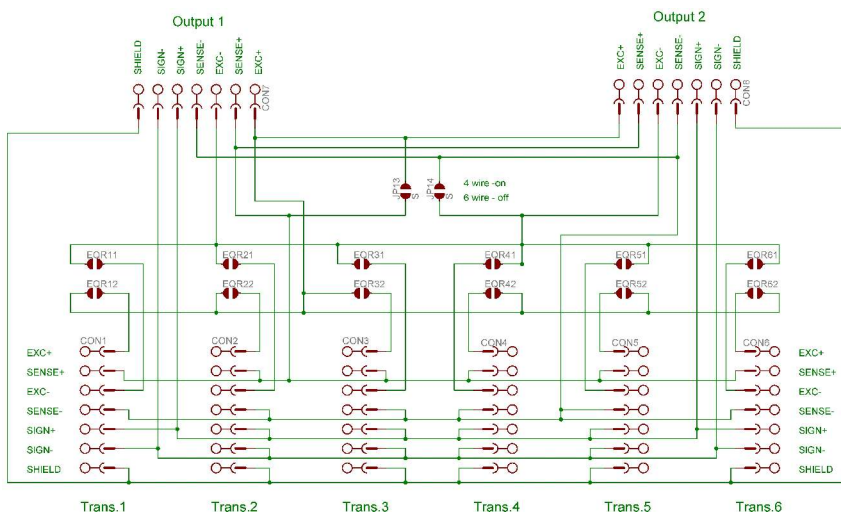 Output 1
Output 2
SHIELD
SIGN-
SIGN+
SENSE-
EXC-
SENSE+
EXC+
CON7
EXC+
SENSE+
EXC-
SENSE-
SIGN+
SIGN-
SHIELD
CON8
JP13
S
JP14
S
4 wire -on
6 wire - off
EQR11
EQR21
EQR31
EQR41
EQR51
EQR61
EQR12
EQR22
EQR32
EQR42
EQR52
EQR62
CON1
CON2
CON3
CON4
CON5
CON6
EXC+
EXC+
SENSE+
SENSE+
EXC-
EXC-
SENSE-
SENSE-
SIGN+
SIGN+
SIGN-
SIGN-
SHIELD
SHIELD
Trans.1
Trans.2
Trans.3
Trans.4
Trans.5
Trans.6